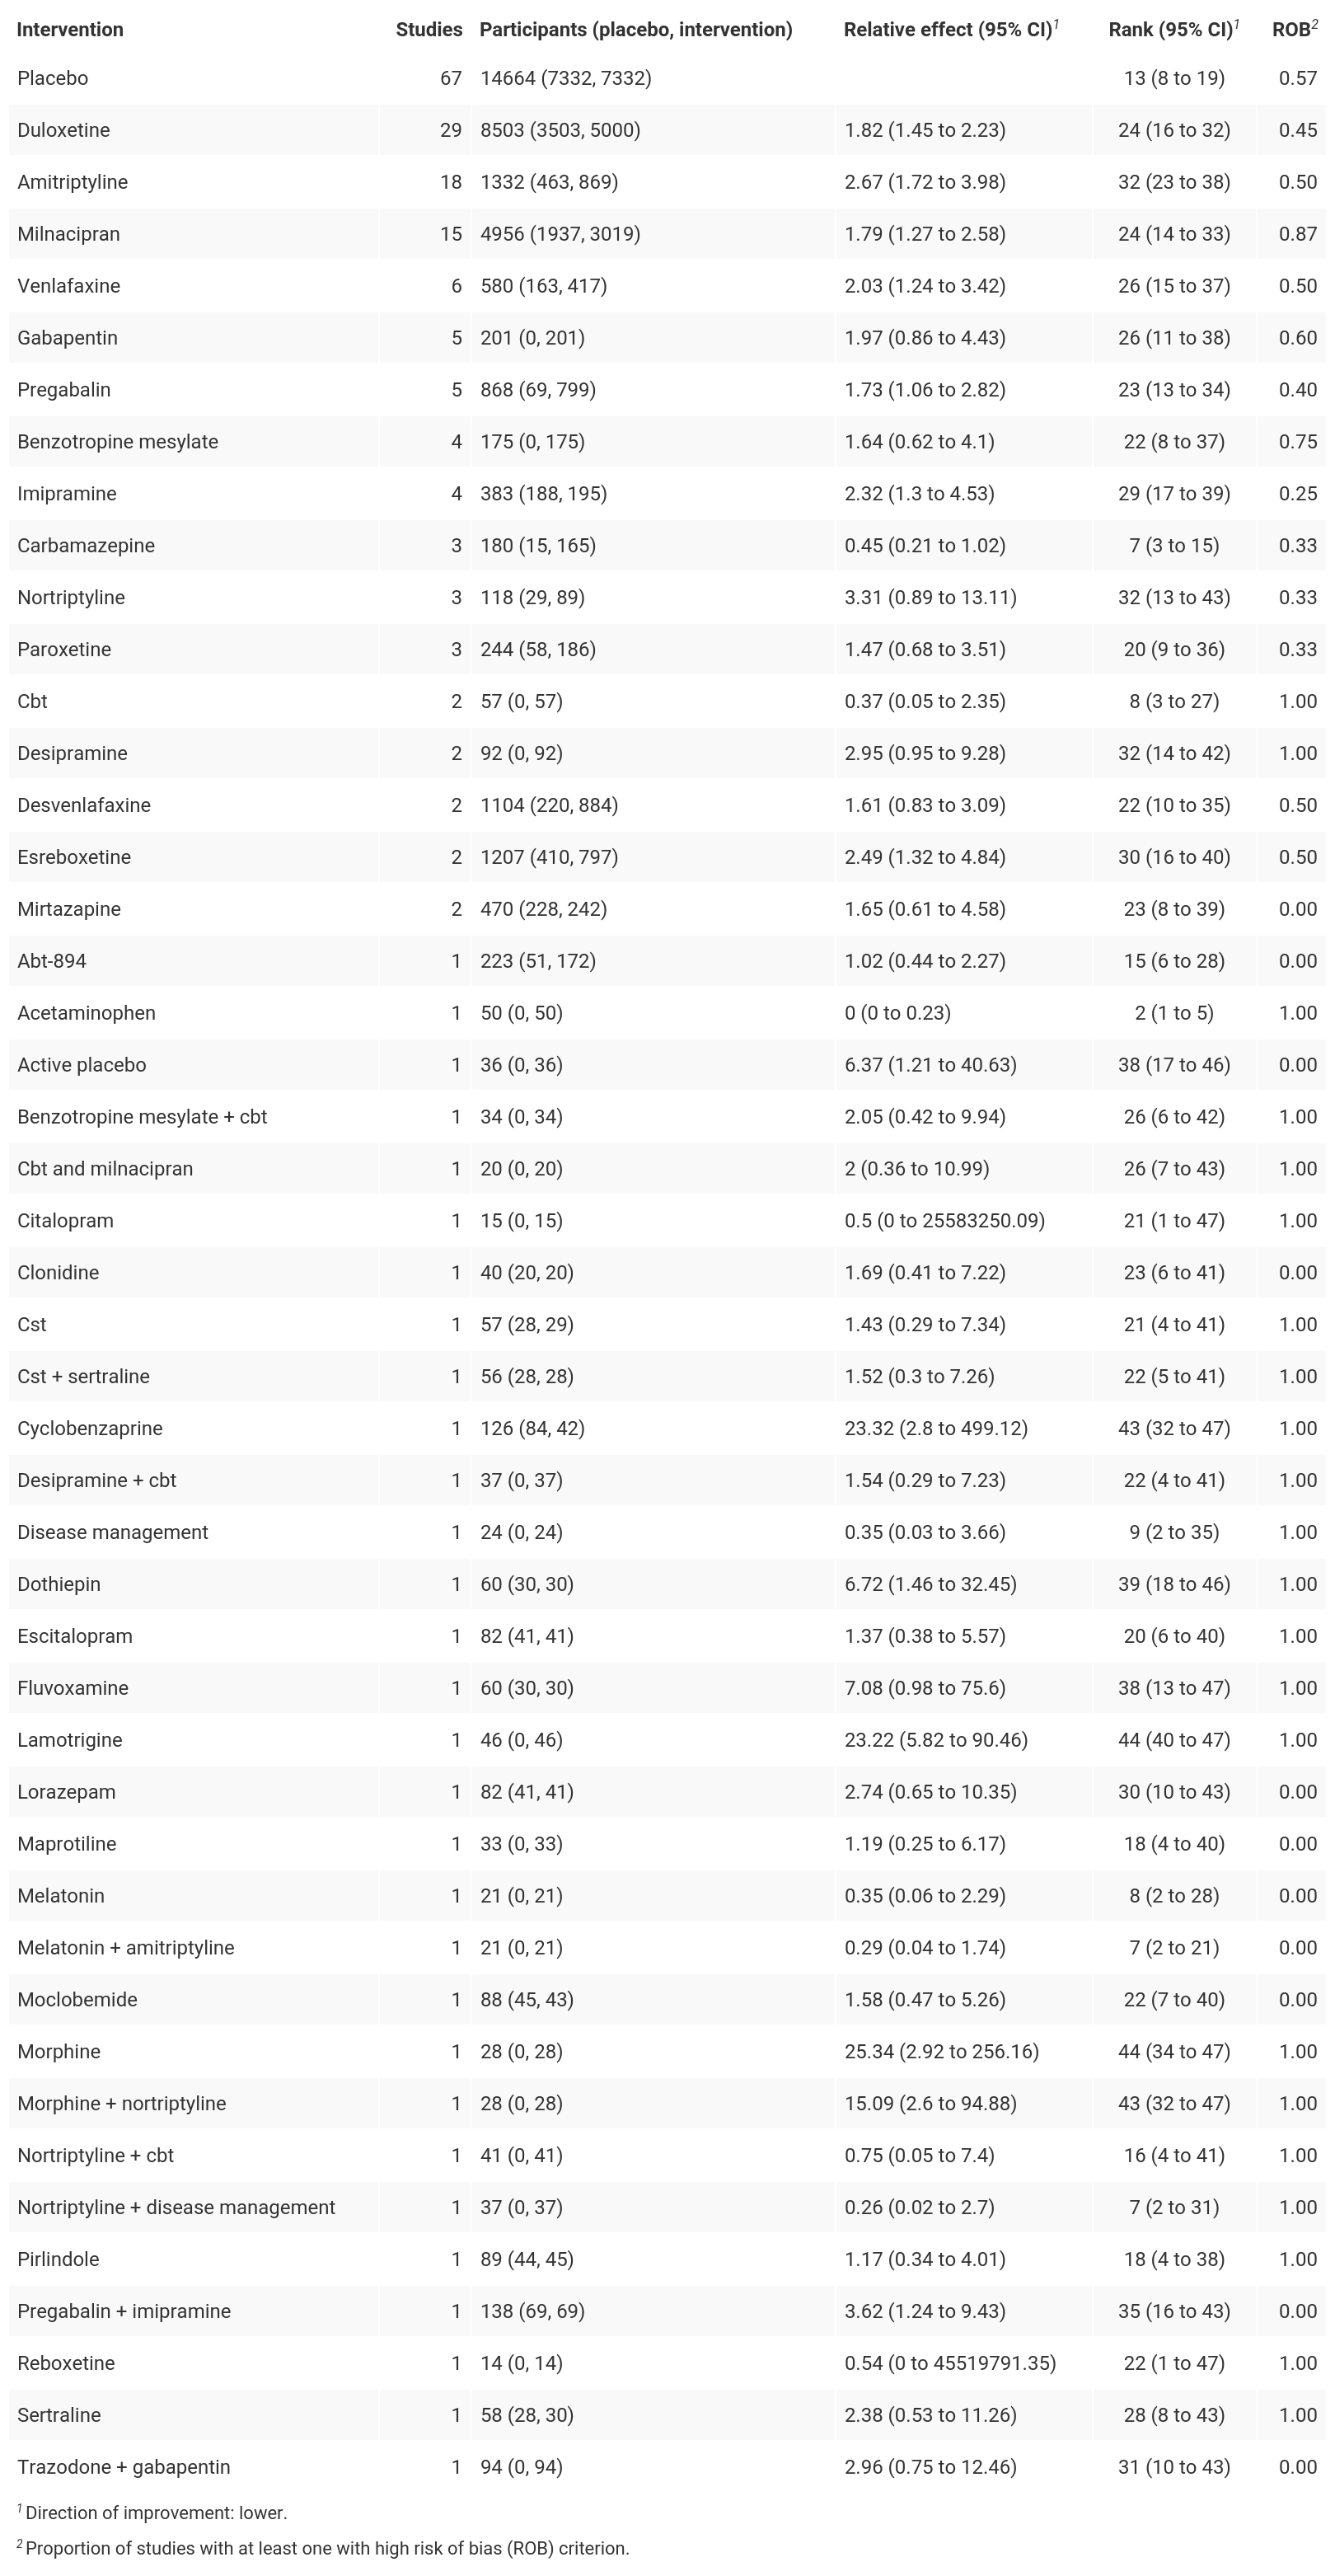 Intervention Studies Participants (placebo, intervention) Relative effect (95% CI)1 Rank (95% CI)1 ROB2
Placebo 67 14664 (7332, 7332) 13 (8 to 19) 0.57
Duloxetine 29 8503 (3503, 5000) 1.82 (1.45 to 2.23) 24 (16 to 32) 0.45
Amitriptyline 18 1332 (463, 869) 2.67 (1.72 to 3.98) 32 (23 to 38) 0.50
Milnacipran 15 4956 (1937, 3019) 1.79 (1.27 to 2.58) 24 (14 to 33) 0.87
Venlafaxine 6 580 (163, 417) 2.03 (1.24 to 3.42) 26 (15 to 37) 0.50
Gabapentin 5 201 (0, 201) 1.97 (0.86 to 4.43) 26 (11 to 38) 0.60
Pregabalin 5 868 (69, 799) 1.73 (1.06 to 2.82) 23 (13 to 34) 0.40
Benzotropine mesylate 4 175 (0, 175) 1.64 (0.62 to 4.1) 22 (8 to 37) 0.75
Imipramine 4 383 (188, 195) 2.32 (1.3 to 4.53) 29 (17 to 39) 0.25
Carbamazepine 3 180 (15, 165) 0.45 (0.21 to 1.02) 7 (3 to 15) 0.33
Nortriptyline 3 118 (29, 89) 3.31 (0.89 to 13.11) 32 (13 to 43) 0.33
Paroxetine 3 244 (58, 186) 1.47 (0.68 to 3.51) 20 (9 to 36) 0.33
Cbt 2 57 (0, 57) 0.37 (0.05 to 2.35) 8 (3 to 27) 1.00
Desipramine 2 92 (0, 92) 2.95 (0.95 to 9.28) 32 (14 to 42) 1.00
Desvenlafaxine 2 1104 (220, 884) 1.61 (0.83 to 3.09) 22 (10 to 35) 0.50
Esreboxetine 2 1207 (410, 797) 2.49 (1.32 to 4.84) 30 (16 to 40) 0.50
Mirtazapine 2 470 (228, 242) 1.65 (0.61 to 4.58) 23 (8 to 39) 0.00
Abt-894 1 223 (51, 172) 1.02 (0.44 to 2.27) 15 (6 to 28) 0.00
Acetaminophen 1 50 (0, 50) 0 (0 to 0.23) 2 (1 to 5) 1.00
Active placebo 1 36 (0, 36) 6.37 (1.21 to 40.63) 38 (17 to 46) 0.00
Benzotropine mesylate + cbt 1 34 (0, 34) 2.05 (0.42 to 9.94) 26 (6 to 42) 1.00
Cbt and milnacipran 1 20 (0, 20) 2 (0.36 to 10.99) 26 (7 to 43) 1.00
Citalopram 1 15 (0, 15) 0.5 (0 to 25583250.09) 21 (1 to 47) 1.00
Clonidine 1 40 (20, 20) 1.69 (0.41 to 7.22) 23 (6 to 41) 0.00
Cst 1 57 (28, 29) 1.43 (0.29 to 7.34) 21 (4 to 41) 1.00
Cst + sertraline 1 56 (28, 28) 1.52 (0.3 to 7.26) 22 (5 to 41) 1.00
Cyclobenzaprine 1 126 (84, 42) 23.32 (2.8 to 499.12) 43 (32 to 47) 1.00
Desipramine + cbt 1 37 (0, 37) 1.54 (0.29 to 7.23) 22 (4 to 41) 1.00
Disease management 1 24 (0, 24) 0.35 (0.03 to 3.66) 9 (2 to 35) 1.00
Dothiepin 1 60 (30, 30) 6.72 (1.46 to 32.45) 39 (18 to 46) 1.00
Escitalopram 1 82 (41, 41) 1.37 (0.38 to 5.57) 20 (6 to 40) 1.00
Fluvoxamine 1 60 (30, 30) 7.08 (0.98 to 75.6) 38 (13 to 47) 1.00
Lamotrigine 1 46 (0, 46) 23.22 (5.82 to 90.46) 44 (40 to 47) 1.00
Lorazepam 1 82 (41, 41) 2.74 (0.65 to 10.35) 30 (10 to 43) 0.00
Maprotiline 1 33 (0, 33) 1.19 (0.25 to 6.17) 18 (4 to 40) 0.00
Melatonin 1 21 (0, 21) 0.35 (0.06 to 2.29) 8 (2 to 28) 0.00
Melatonin + amitriptyline 1 21 (0, 21) 0.29 (0.04 to 1.74) 7 (2 to 21) 0.00
Moclobemide 1 88 (45, 43) 1.58 (0.47 to 5.26) 22 (7 to 40) 0.00
Morphine 1 28 (0, 28) 25.34 (2.92 to 256.16) 44 (34 to 47) 1.00
Morphine + nortriptyline 1 28 (0, 28) 15.09 (2.6 to 94.88) 43 (32 to 47) 1.00
Nortriptyline + cbt 1 41 (0, 41) 0.75 (0.05 to 7.4) 16 (4 to 41) 1.00
Nortriptyline + disease management 1 37 (0, 37) 0.26 (0.02 to 2.7) 7 (2 to 31) 1.00
Pirlindole 1 89 (44, 45) 1.17 (0.34 to 4.01) 18 (4 to 38) 1.00
Pregabalin + imipramine 1 138 (69, 69) 3.62 (1.24 to 9.43) 35 (16 to 43) 0.00
Reboxetine 1 14 (0, 14) 0.54 (0 to 45519791.35) 22 (1 to 47) 1.00
Sertraline 1 58 (28, 30) 2.38 (0.53 to 11.26) 28 (8 to 43) 1.00
Trazodone + gabapentin 1 94 (0, 94) 2.96 (0.75 to 12.46) 31 (10 to 43) 0.00
1 Direction of improvement: lower.
2 Proportion of studies with at least one with high risk of bias (ROB) criterion.